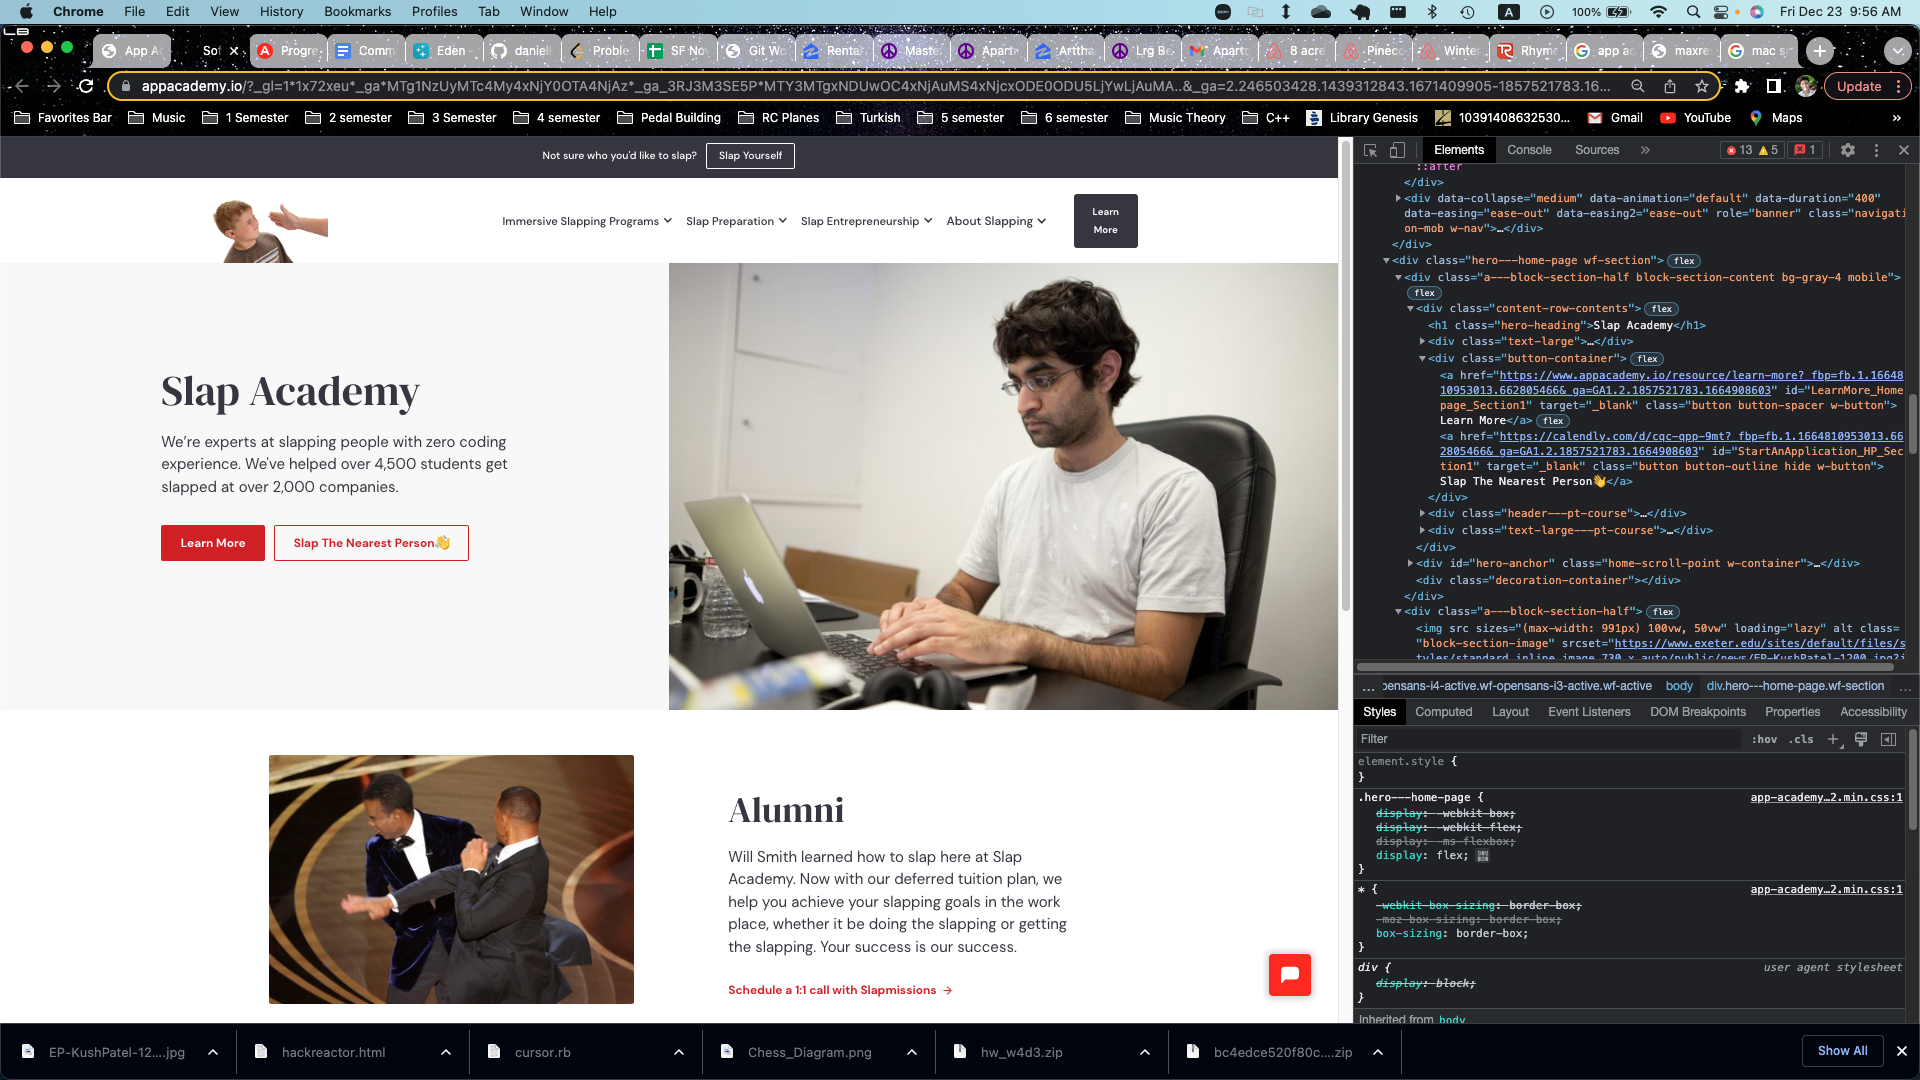 Chrome File Edit View History Bookmarks Profiles Tab Window Help
A 100% Fri Dec 23 9:56 AM
App Ac Sof Progre Comm Eden - daniel Proble SF Nov Git Wo Renta Maste Aparte Arttha Lrg Be Apartu 8 acre Pinecc Winter Rhyme app ac maxre mac sc
appacademy.io/?_gl=1*1x72xeu*_ga*MTg1NzUyMTc4My4xNjY0OTA4NjAz*_ga_3RJ3M3SE5P*MTY3MTgxNDUwOC4xNjAuMS4xNjcxODE0ODU5LjYwLjAuMA..&_ga=2.246503428.1439312843.1671409905-1857521783.16... Update
Favorites Bar Music 1 Semester 2 semester 3 Semester 4 semester Pedal Building RC Planes Turkish 5 semester 6 semester Music Theory C++ Library Genesis 10391408632530... Gmail YouTube Maps »
Not sure who you'd like to slap? Slap Yourself
Immersive Slapping Programs Slap Preparation Slap Entrepreneurship About Slapping Learn More
Slap Academy
We're experts at slapping people with zero coding
experience. We've helped over 4,500 students get
slapped at over 2,000 companies.
Learn More Slap The Nearest Person👋
Alumni
Will Smith learned how to slap here at Slap
Academy. Now with our deferred tuition plan, we
help you achieve your slapping goals in the work
place, whether it be doing the slapping or getting
the slapping. Your success is our success.
Schedule a 1:1 call with Slapmissions →
Elements Console Sources » 13 5 1
::after
</div>
<div data-collapse="medium" data-animation="default" data-duration="400"
data-easing="ease-out" data-easing2="ease-out" role="banner" class="navigati
on-mob w-nav">…</div>
</div>
<div class="hero---home-page wf-section"> flex
<div class="a---block-section-half block-section-content bg-gray-4 mobile">
flex
<div class="content-row-contents"> flex
<h1 class="hero-heading">Slap Academy</h1>
<div class="text-large">…</div>
<div class="button-container"> flex
<a href="https://www.appacademy.io/resource/learn-more?_fbp=fb.1.16648
10953013.662805466&_ga=GA1.2.1857521783.1664908603" id="LearnMore_Home
page_Section1" target="_blank" class="button button-spacer w-button">
Learn More</a> flex
<a href="https://calendly.com/d/cqc-qpp-9mt?_fbp=fb.1.1664810953013.66
2805466&_ga=GA1.2.1857521783.1664908603" id="StartAnApplication_HP_Sec
tion1" target="_blank" class="button button-outline hide w-button">
Slap The Nearest Person👋</a>
</div>
<div class="header---pt-course">…</div>
<div class="text-large---pt-course">…</div>
</div>
<div id="hero-anchor" class="home-scroll-point w-container">…</div>
<div class="decoration-container"></div>
</div>
<div class="a---block-section-half"> flex
<img src sizes="(max-width: 991px) 100vw, 50vw" loading="lazy" alt class=
"block-section-image" srcset="https://www.exeter.edu/sites/default/files/s
tyles/standard_inline_image_730_x_auto/public/news/EP-KushPatel-1200.jpg?i
... pensans-i4-active.wf-opensans-i3-active.wf-active body div.hero---home-page.wf-section ...
Styles Computed Layout Event Listeners DOM Breakpoints Properties Accessibility
Filter :hov .cls +
element.style {
}
.hero---home-page { app-academy…2.min.css:1
display: -webkit-box;
display: -webkit-flex;
display: -ms-flexbox;
display: flex;
}
* { app-academy…2.min.css:1
-webkit-box-sizing: border-box;
-moz-box-sizing: border-box;
box-sizing: border-box;
}
div { user agent stylesheet
display: block;
}
Inherited from body
EP-KushPatel-12....jpg hackreactor.html cursor.rb Chess_Diagram.png hw_w4d3.zip bc4edce520f80c....zip Show All